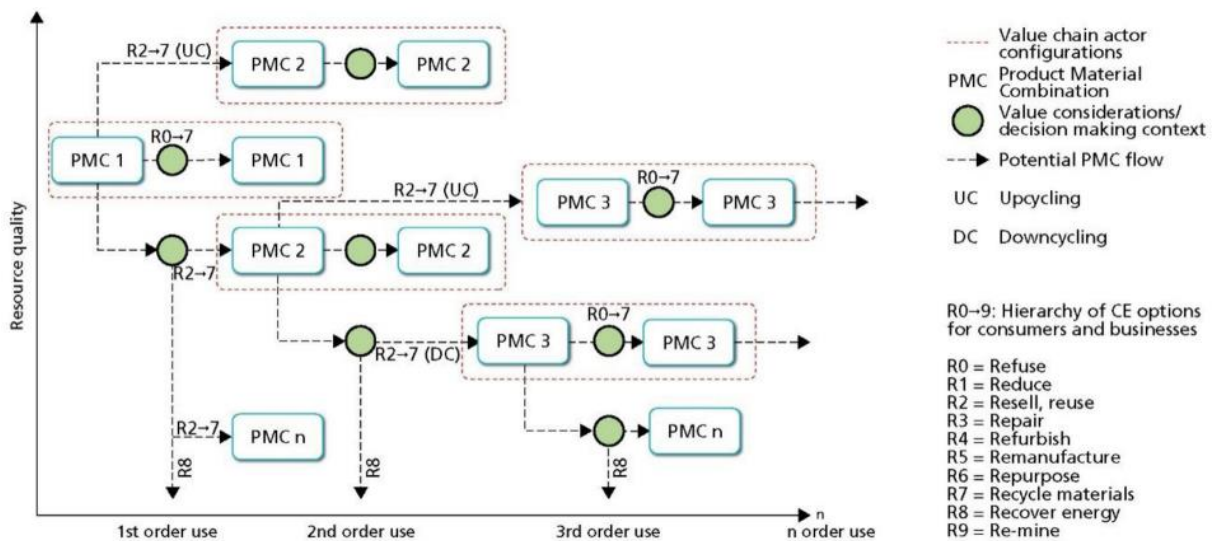 R2→7 (UC)
PMC 2
PMC 2
R0→7
PMC 1
PMC 1
R2→7 (UC)
R0→7
PMC 3
PMC 3
R2→7
PMC 2
PMC 2
R2→7 (DC)
R0→7
PMC 3
PMC 3
R2→7
PMC n
PMC n
R8
R8
R8
Resource quality
n
1st order use
2nd order use
3rd order use
n order use
Value chain actor
configurations
PMC
Product Material
Combination
Value considerations/
decision making context
Potential PMC flow
UC Upcycling
DC Downcycling
R0→9: Hierarchy of CE options
for consumers and businesses
R0 = Refuse
R1 = Reduce
R2 = Resell, reuse
R3 = Repair
R4 = Refurbish
R5 = Remanufacture
R6 = Repurpose
R7 = Recycle materials
R8 = Recover energy
R9 = Re-mine